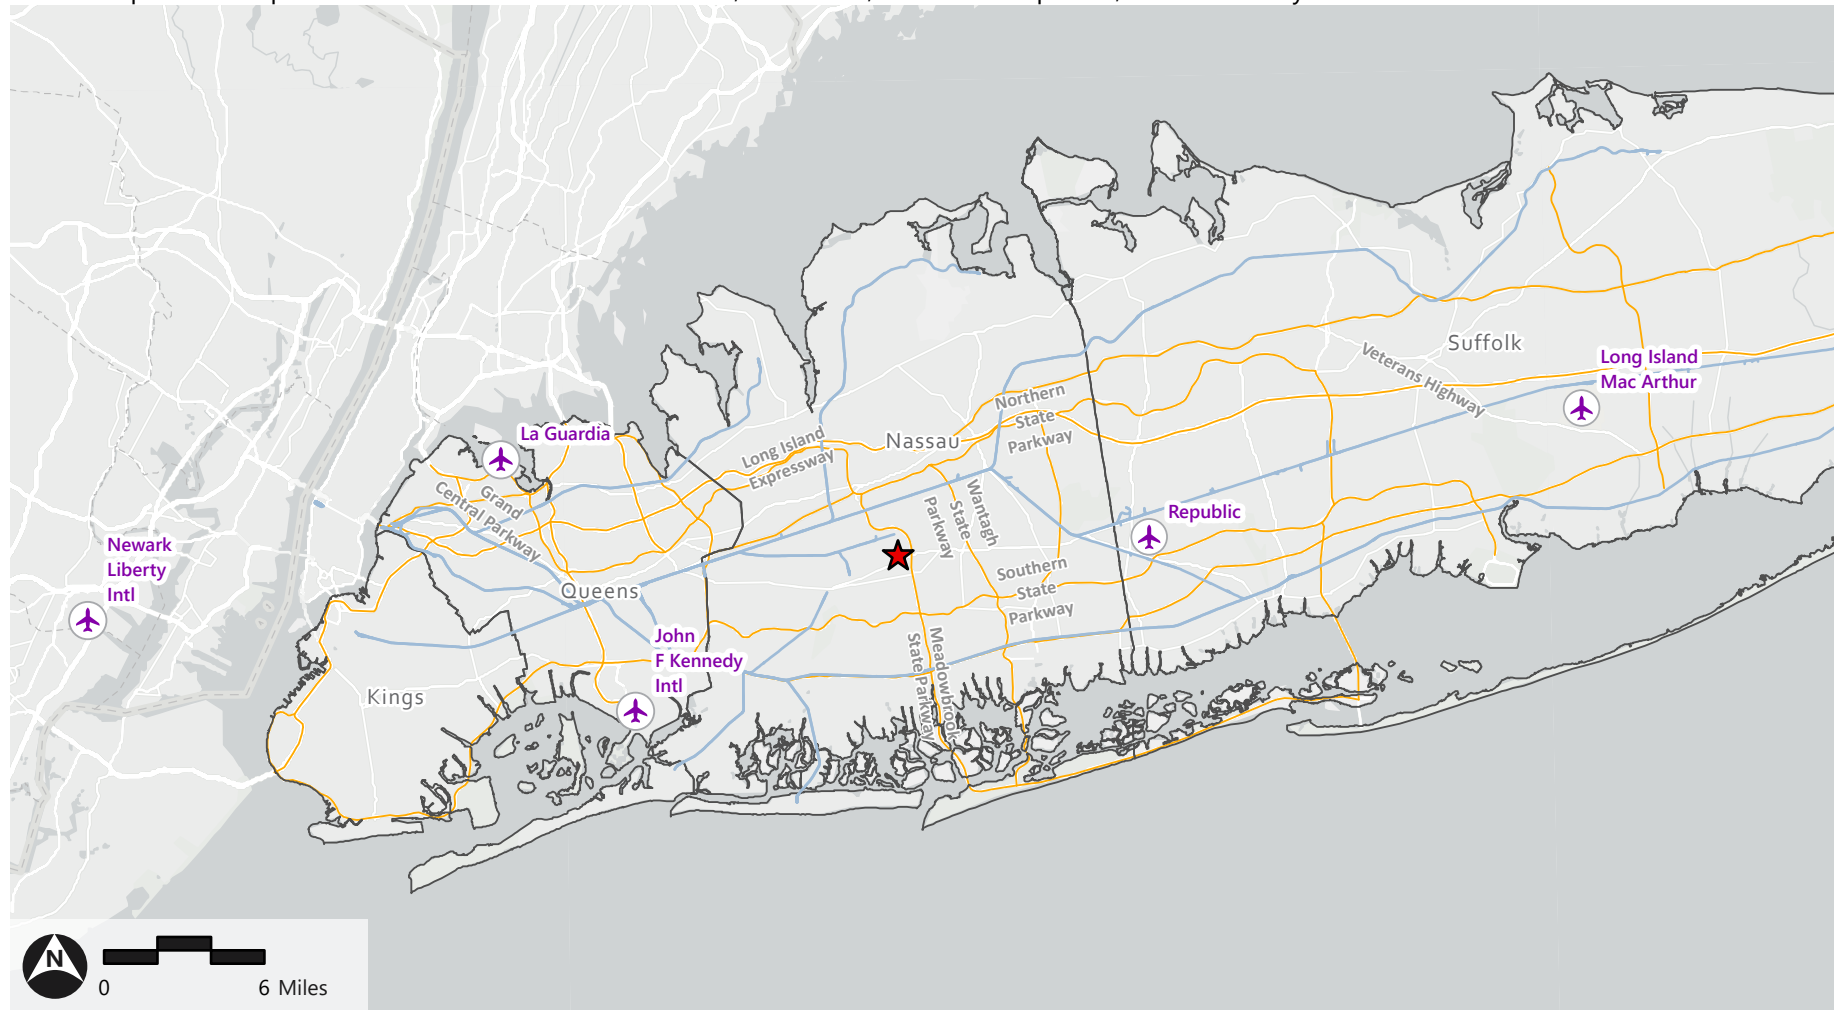 Suffolk
Long Island
Mac Arthur
Veterans Highway
Northern
State
Parkway
Nassau
Long Island
Expressway
La Guardia
Grand
Central Parkway
Wantagh
State
Parkway
Republic
Newark
Liberty
Intl
Queens
Southern
State
Parkway
John
F Kennedy
Intl
Meadowbrook
State Parkway
Kings
N
0
6 Miles